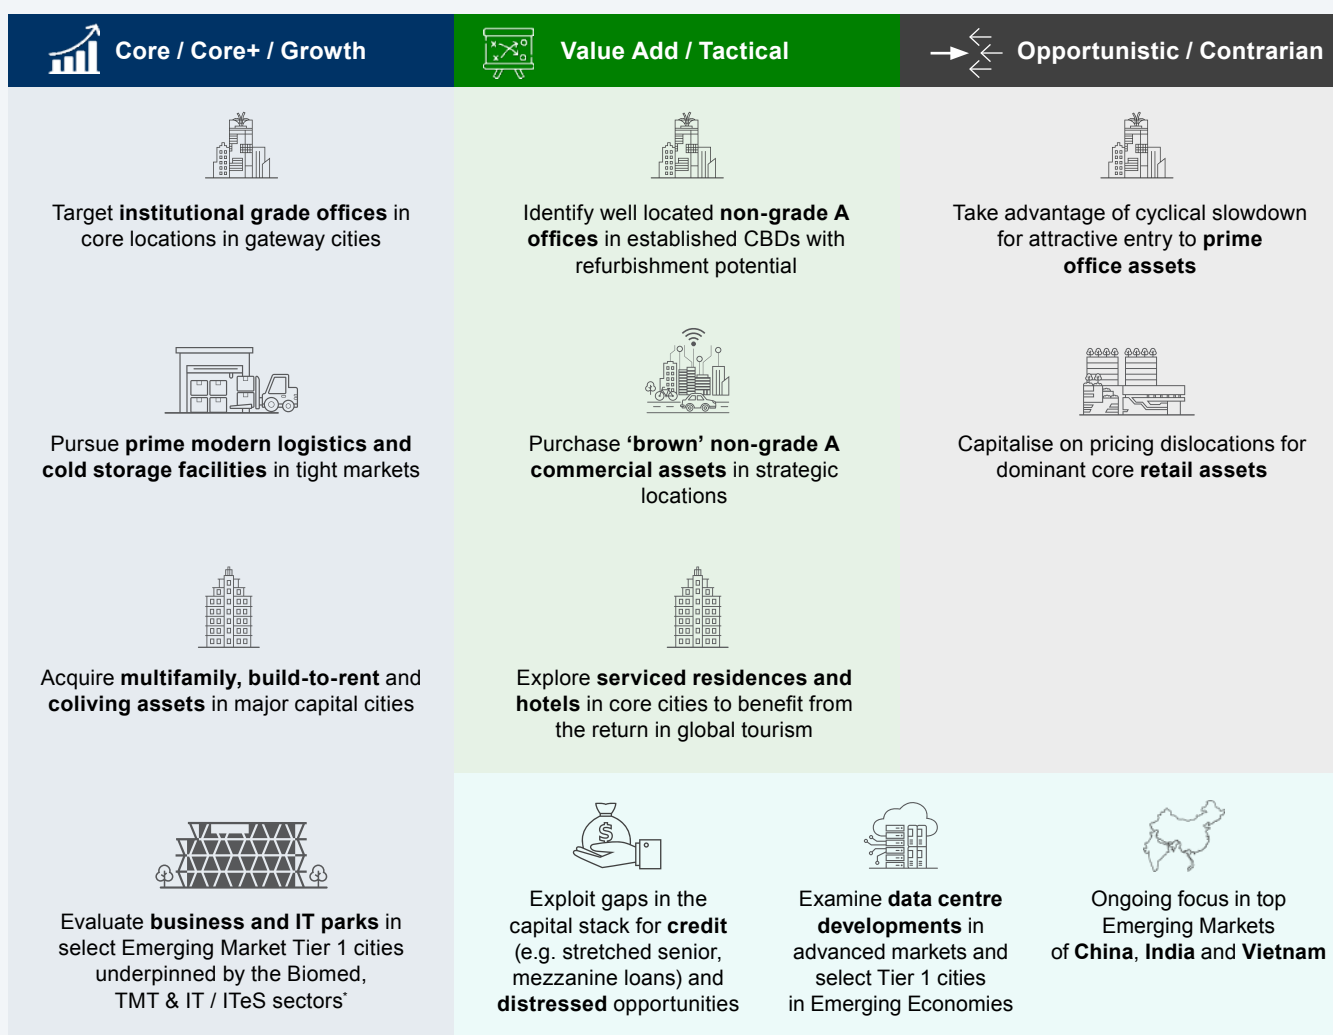 Core / Core+ / Growth
Target institutional grade offices in
core locations in gateway cities
Pursue prime modern logistics and
cold storage facilities in tight markets
Acquire multifamily, build-to-rent and
coliving assets in major capital cities
Evaluate business and IT parks in
select Emerging Market Tier 1 cities
underpinned by the Biomed,
TMT & IT / ITeS sectors*
Value Add / Tactical
Identify well located non-grade A
offices in established CBDs with
refurbishment potential
Purchase ‘brown’ non-grade A
commercial assets in strategic
locations
Explore serviced residences and
hotels in core cities to benefit from
the return in global tourism
Opportunistic / Contrarian
Take advantage of cyclical slowdown
for attractive entry to prime
office assets
Capitalise on pricing dislocations for
dominant core retail assets
$
Exploit gaps in the
capital stack for credit
(e.g. stretched senior,
mezzanine loans) and
distressed opportunities
Examine data centre
developments in
advanced markets and
select Tier 1 cities
in Emerging Economies
Ongoing focus in top
Emerging Markets
of China, India and Vietnam